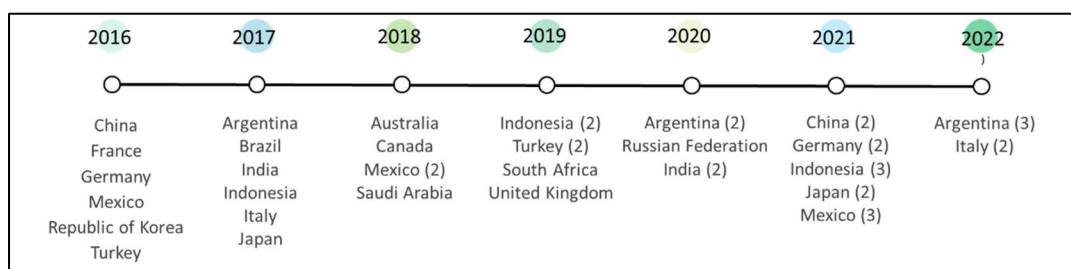 2016
2017
2018
2019
2020
2021
2022
)
China
France
Germany
Mexico
Republic of Korea
Turkey
Argentina
Brazil
India
Indonesia
Italy
Japan
Australia
Canada
Mexico (2)
Saudi Arabia
Indonesia (2)
Turkey (2)
South Africa
United Kingdom
Argentina (2)
Russian Federation
India (2)
China (2)
Germany (2)
Indonesia (3)
Japan (2)
Mexico (3)
Argentina (3)
Italy (2)